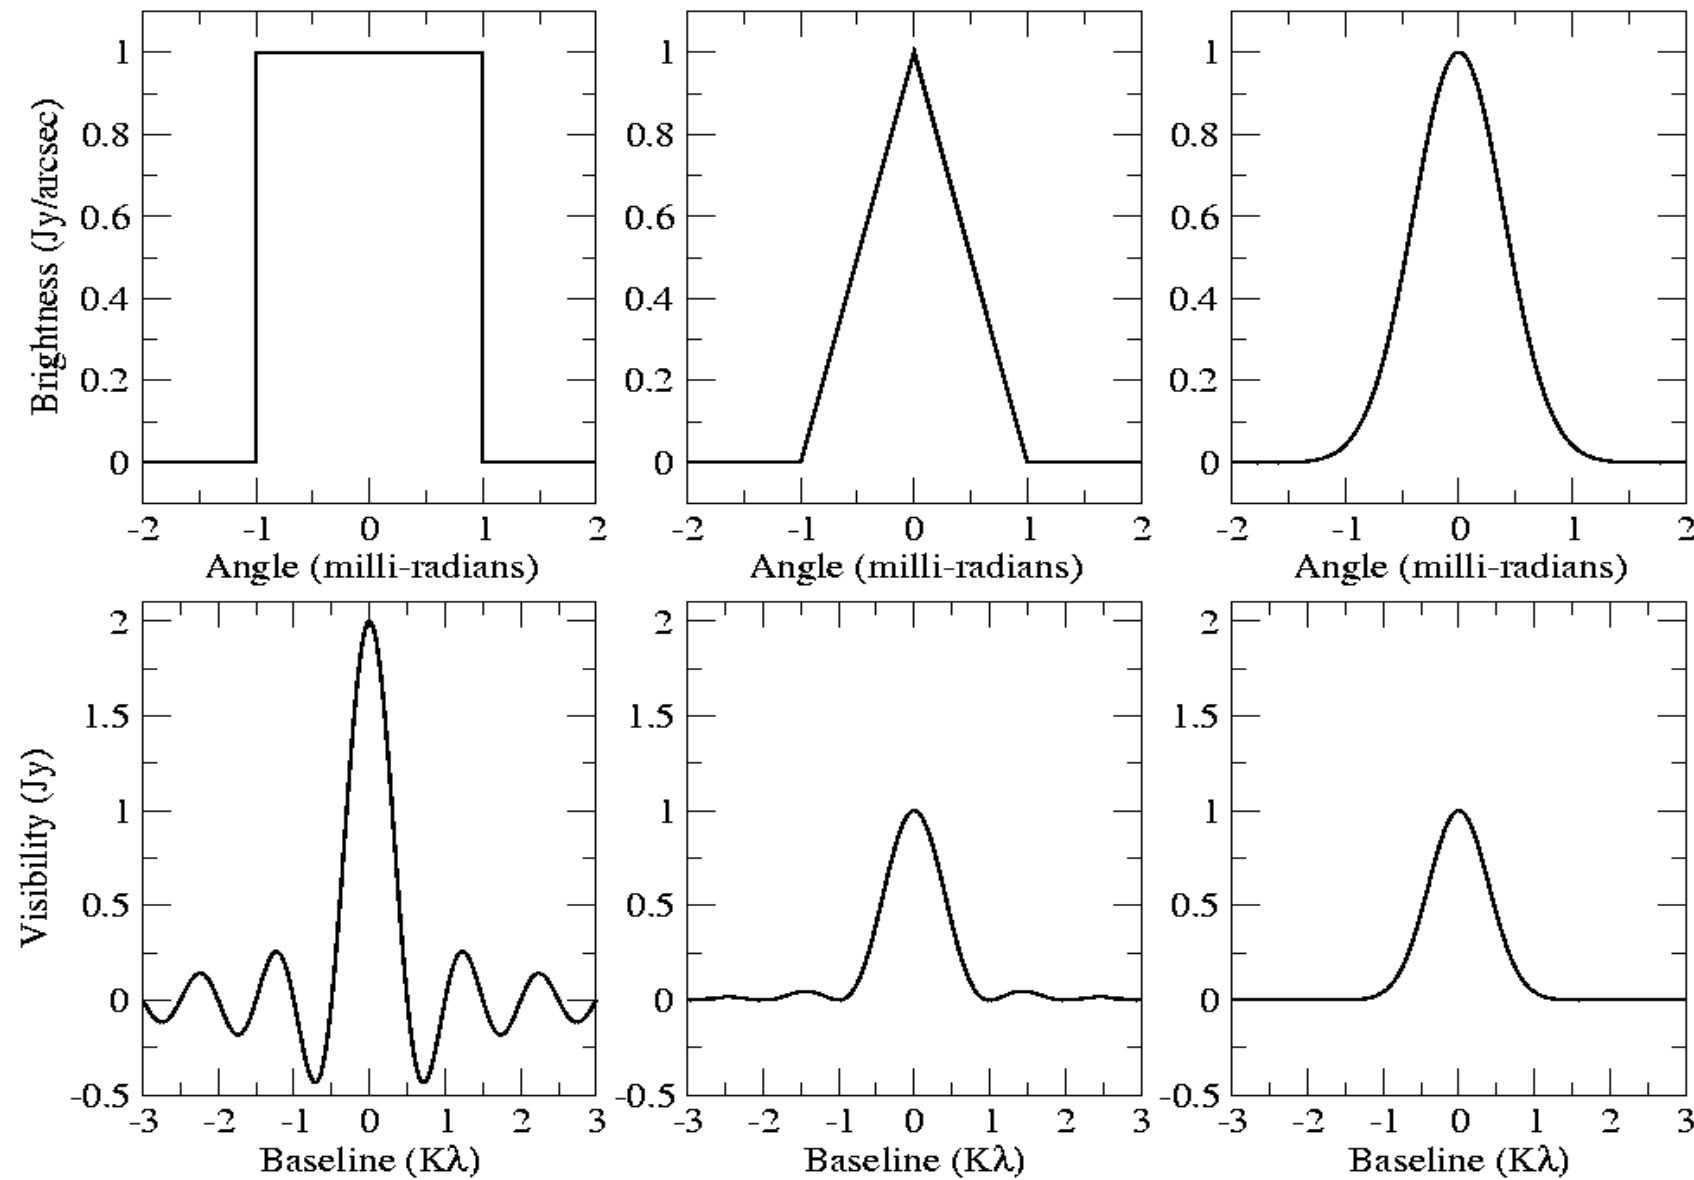 Brightness (Jy/arcsec)
1
0.8
0.6
0.4
0.2
0
-2 -1 0 1 2
Angle (milli-radians)
1
0.8
0.6
0.4
0.2
0
-2 -1 0 1 2
Angle (milli-radians)
1
0.8
0.6
0.4
0.2
0
-2 -1 0 1 2
Angle (milli-radians)
Visibility (Jy)
2
1.5
1
0.5
0
-0.5
-3 -2 -1 0 1 2 3
Baseline (Kλ)
2
1.5
1
0.5
0
-0.5
-3 -2 -1 0 1 2 3
Baseline (Kλ)
2
1.5
1
0.5
0
-0.5
-3 -2 -1 0 1 2 3
Baseline (Kλ)